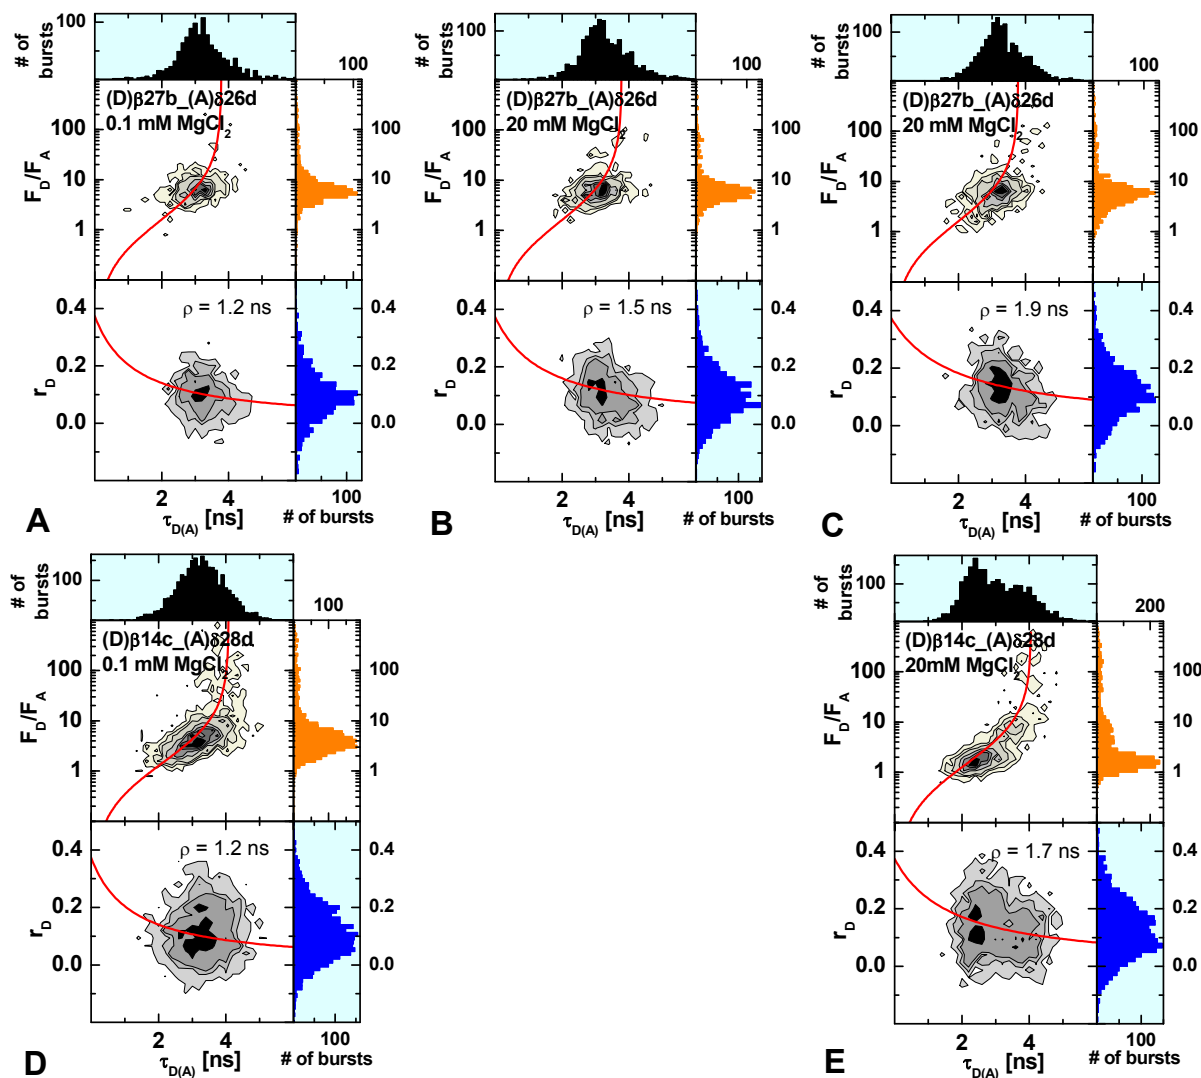 # of bursts
100
100
(D)β27b_(A)δ26d
0.1 mM MgCl2
F_D/F_A
100
10
1
100
10
1
r_D
0.4
0.2
0.0
ρ = 1.2 ns
0.4
0.2
0.0
2 4
100
τ_D(A) [ns]
# of bursts
A
# of bursts
100
100
(D)β27b_(A)δ26d
20 mM MgCl2
F_D/F_A
100
10
1
100
10
1
r_D
0.4
0.2
0.0
ρ = 1.5 ns
0.4
0.2
0.0
2 4
100
τ_D(A) [ns]
# of bursts
B
# of bursts
100
100
(D)β27b_(A)δ26d
20 mM MgCl2
F_D/F_A
100
10
1
100
10
1
r_D
0.4
0.2
0.0
ρ = 1.9 ns
0.4
0.2
0.0
2 4
100
τ_D(A) [ns]
# of bursts
C
# of bursts
100
100
(D)β14c_(A)δ28d
0.1 mM MgCl2
F_D/F_A
100
10
1
100
10
1
r_D
0.4
0.2
0.0
ρ = 1.2 ns
0.4
0.2
0.0
2 4
100
τ_D(A) [ns]
# of bursts
D
# of bursts
100
200
(D)β14c_(A)δ28d
20mM MgCl2
F_D/F_A
100
10
1
100
10
1
r_D
0.4
0.2
0.0
ρ = 1.7 ns
0.4
0.2
0.0
2 4
100
τ_D(A) [ns]
# of bursts
E